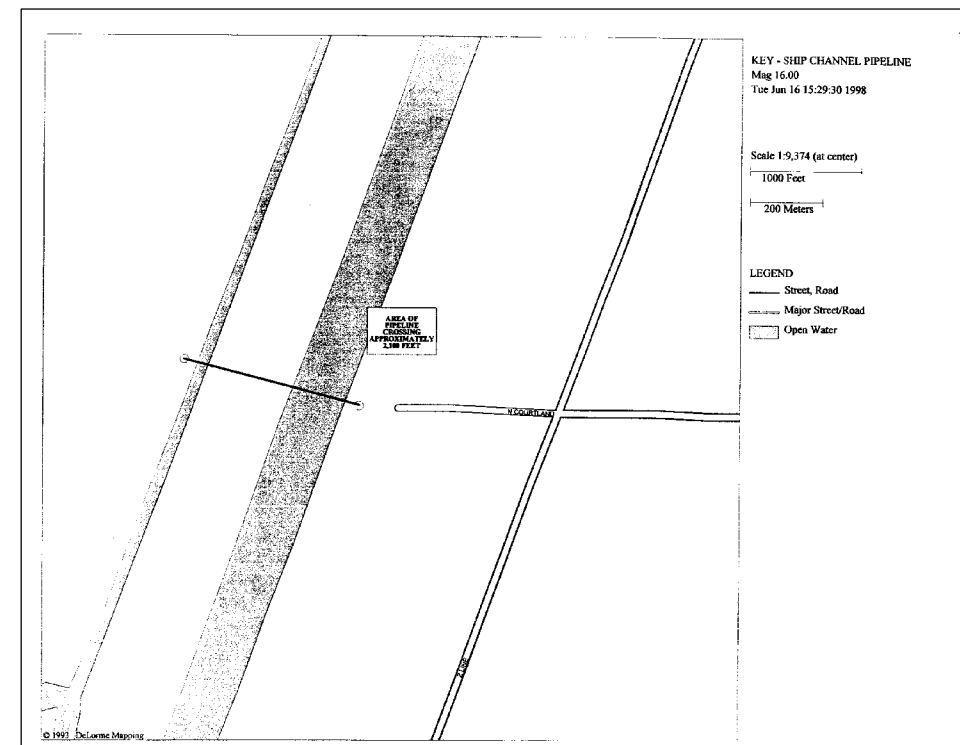 KEY - SHIP CHANNEL PIPELINE
Mag 16.00
Tue Jun 16 15:29:30 1998
Scale 1:9,374 (at center)
1000 Feet
200 Meters
LEGEND
Street, Road
Major Street/Road
Open Water
AREA OF
PIPELINE
CROSSING
APPROXIMATELY
FEET
N COURTLAND
© 1993 DeLorme Mapping